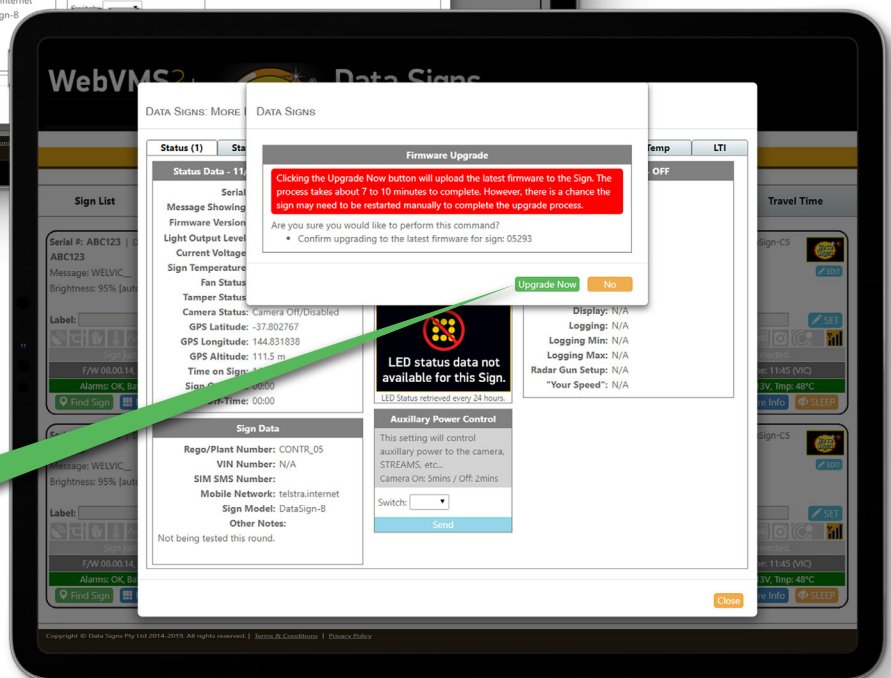 internet
gn-B
WebVMS2
Data Signs
DATA SIGNS: MORE
DATA SIGNS
Status (1)
Temp
LTI
Firmware Upgrade
Clicking the Upgrade Now button will upload the latest firmware to the Sign. The
process takes about 7 to 10 minutes to complete. However, there is a chance the
sign may need to be restarted manually to complete the upgrade process.
Are you sure you would like to perform this command?
• Confirm upgrading to the latest firmware for sign: 05293
Upgrade Now
No
Status Data - 11/
OFF
Serial
Message Showing
Firmware Version
Light Output Level
Current Voltage
Sign Temperature
Fan Status
Tamper Status
Camera Status: Camera Off/Disabled
GPS Latitude: -37.802767
GPS Longitude: 144.831838
GPS Altitude: 111.5 m
Time on Sign:
00:00
Off-Time: 00:00
Sign Data
Rego/Plant Number: CONTR_05
VIN Number: N/A
SIM SMS Number:
Mobile Network: telstra.internet
Sign Model: DataSign-B
Other Notes:
Not being tested this round.
LED status data not
available for this Sign.
LED Status retrieved every 24 hours.
Auxillary Power Control
This setting will control
auxillary power to the camera,
STREAMS, etc...
Camera On: 5mins / Off: 2mins
Switch:
Send
Display: N/A
Logging: N/A
Logging Min: N/A
Logging Max: N/A
Radar Gun Setup: N/A
"Your Speed": N/A
Close
Sign List
Travel Time
Serial #: ABC123 | D
ABC123
Message: WELVIC_
Brightness: 95% [auto
Label:
Sign just
F/W 08.00.14,
Alarms: OK, Ba
Find Sign
Sign-C5
EDIT
SET
nnected.
e: 11:45 (VIC)
13V, Tmp: 48°C
re Info
SLEEP
Message: WELVIC_
Brightness: 95% [auto
Label:
Sign just
F/W 08.00.14,
Alarms: OK, Ba
Find Sign
Sign-C5
EDIT
SET
nnected.
e: 11:45 (VIC)
13V, Tmp: 48°C
re Info
SLEEP
Copyright © Data Signs Pty Ltd 2014-2019. All rights reserved. | Terms & Conditions | Privacy Policy